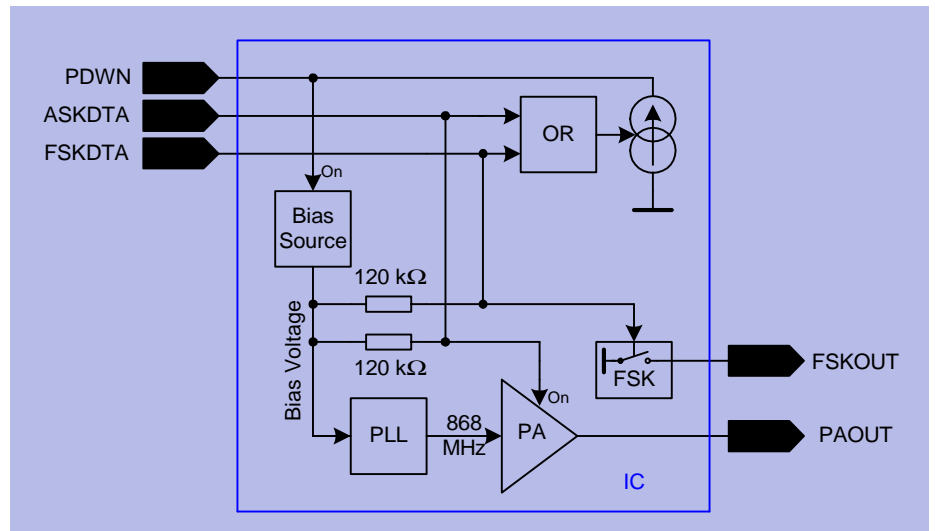 PDWN
ASKDTA
FSKDTA
OR
On
Bias
Source
120 kΩ
Bias Voltage
120 kΩ
FSK
FSKOUT
On
PLL
868
MHz
PA
PAOUT
IC